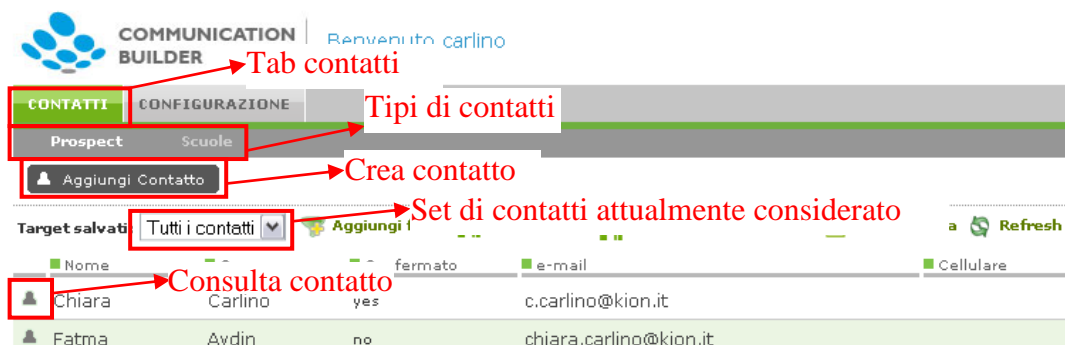 COMMUNICATION
BUILDER
Benvenuto carlino
Tab contatti
CONTATTI CONFIGURAZIONE
Tipi di contatti
Prospect Scuole
Aggiungi Contatto
Crea contatto
Set di contatti attualmente considerato
Target salvati: Tutti i contatti Aggiungi a Refresh
Nome e-mail Cellulare
Consulta contatto
Chiara Carlino yes c.carlino@kion.it
Fatma Aydin no chiara.carlino@kion.it